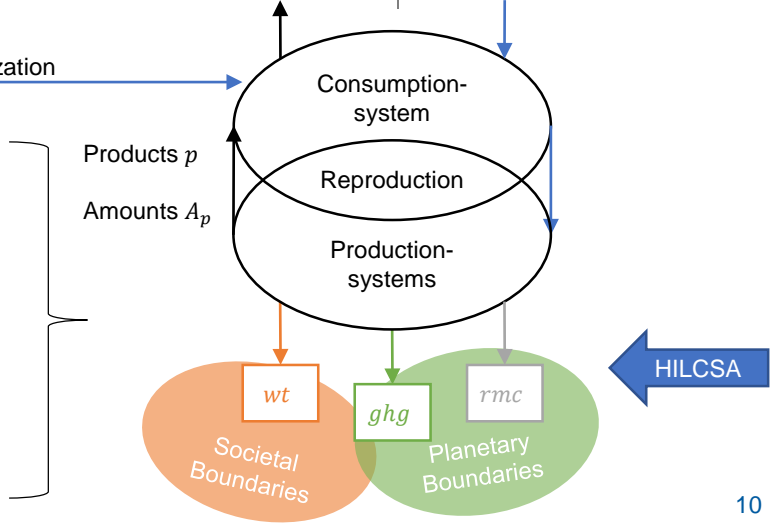 zation
Consumption-
system
Products p
Reproduction
Amounts A_p
Production-
systems
HILCSA
wt
ghg
rmc
Societal
Boundaries
Planetary
Boundaries
10